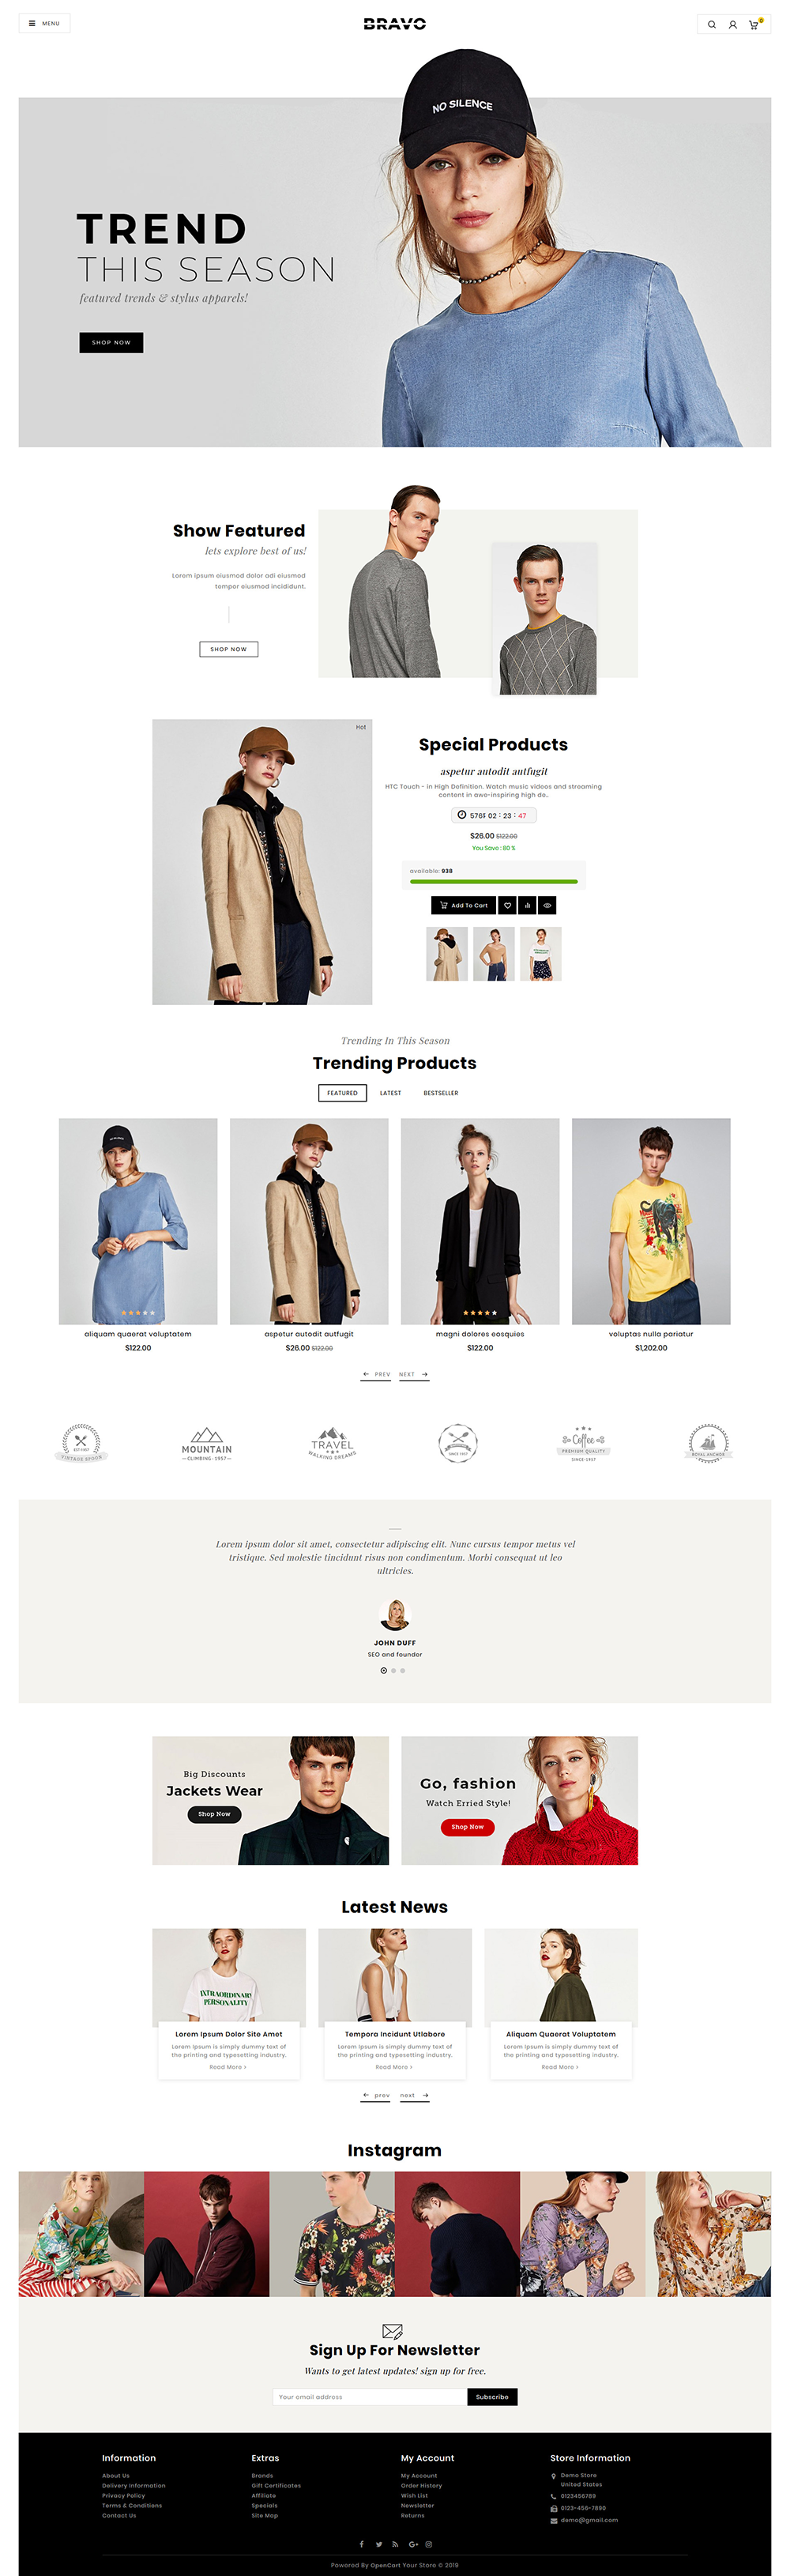 MENU
BRAVO
0
NO SILENCE
TREND
THIS SEASON
featured trends & stylus apparels!
SHOP NOW
Show Featured
lets explore best of us!
Lorem ipsum eiusmod dolor adi eiusmod
tempor eiusmod incididunt.
SHOP NOW
Hot
Special Products
aspetur autodit autfugit
HTC Touch - in High Definition. Watch music videos and streaming
content in awe-inspiring high de..
02 : 23 : 47
$26.00 $122.00
You Save : 80 %
available: 938
Add To Cart
Trending In This Season
Trending Products
FEATURED LATEST BESTSELLER
aliquam quaerat voluptatem
$122.00
aspetur autodit autfugit
$26.00 $122.00
magni dolores eosquies
$122.00
voluptas nulla pariatur
$1,202.00
PREV NEXT
EST 1957
VINTAGE SPOON
MOUNTAIN
CLIMBING-1957
TRAVEL
WALKING DREAMS
SINCE 1957
Coffee
PREMIUM QUALITY
SINCE-1957
ROYAL ANCHOR
Lorem ipsum dolor sit amet, consectetur adipiscing elit. Nunc cursus tempor metus vel
tristique. Sed molestie tincidunt risus non condimentum. Morbi consequat ut leo
ultricies.
JOHN DUFF
SEO and founder
Big Discounts
Jackets Wear
Shop Now
Go, fashion
Watch Erried Style!
Shop Now
Latest News
INTRAORDINARY
PERSONALITY
Lorem Ipsum Dolor Site Amet
Lorem Ipsum is simply dummy text of
the printing and typesetting industry.
Read More >
Tempora Incidunt Utlabore
Lorem Ipsum is simply dummy text of
the printing and typesetting industry.
Read More >
Aliquam Quaerat Voluptatem
Lorem Ipsum is simply dummy text of
the printing and typesetting industry.
Read More >
prev next
Instagram
Sign Up For Newsletter
Wants to get latest updates! sign up for free.
Your email address
Subscribe
Information
About Us
Delivery Information
Privacy Policy
Terms & Conditions
Contact Us
Extras
Brands
Gift Certificates
Affiliate
Specials
Site Map
My Account
My Account
Order History
Wish List
Newsletter
Returns
Store Information
Demo Store
United States
0123456789
0123-456-7890
demo@gmail.com
Powered By OpenCart Your Store © 2019